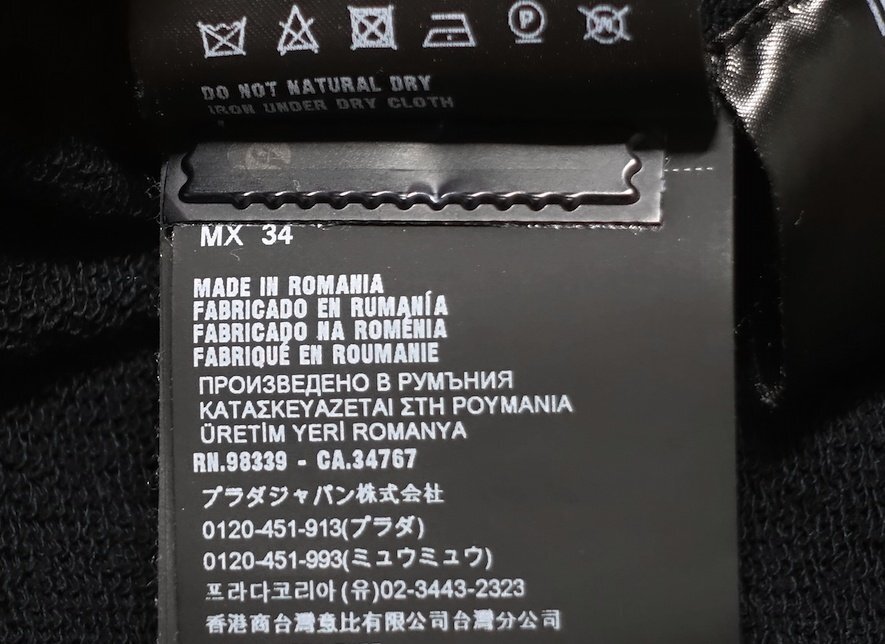 DO NOT NATURAL DRY
IRON UNDER DRY CLOTH
MX 34
MADE IN ROMANIA
FABRICADO EN RUMANÍA
FABRICADO NA ROMÉNIA
FABRIQUÉ EN ROUMANIE
ПРОИЗВЕДЕНО В РУМЪНИЯ
ΚΑΤΑΣΚΕΥΑΖΕΤΑΙ ΣΤΗ ΡΟΥΜΑΝΙΑ
ÜRETİM YERİ ROMANYA
RN.98339 - CA.34767
プラダジャパン株式会社
0120-451-913(プラダ)
0120-451-993(ミュウミュウ)
프라다코리아(유)02-3443-2323
香港商台灣意比有限公司台灣分公司